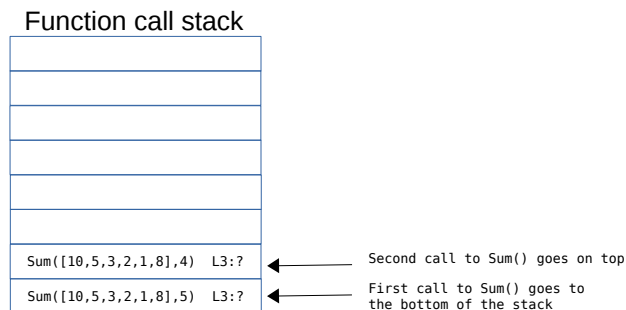 Function call stack
Sum([10,5,3,2,1,8],4) L3:?
Second call to Sum() goes on top
Sum([10,5,3,2,1,8],5) L3:?
First call to Sum() goes to
the bottom of the stack